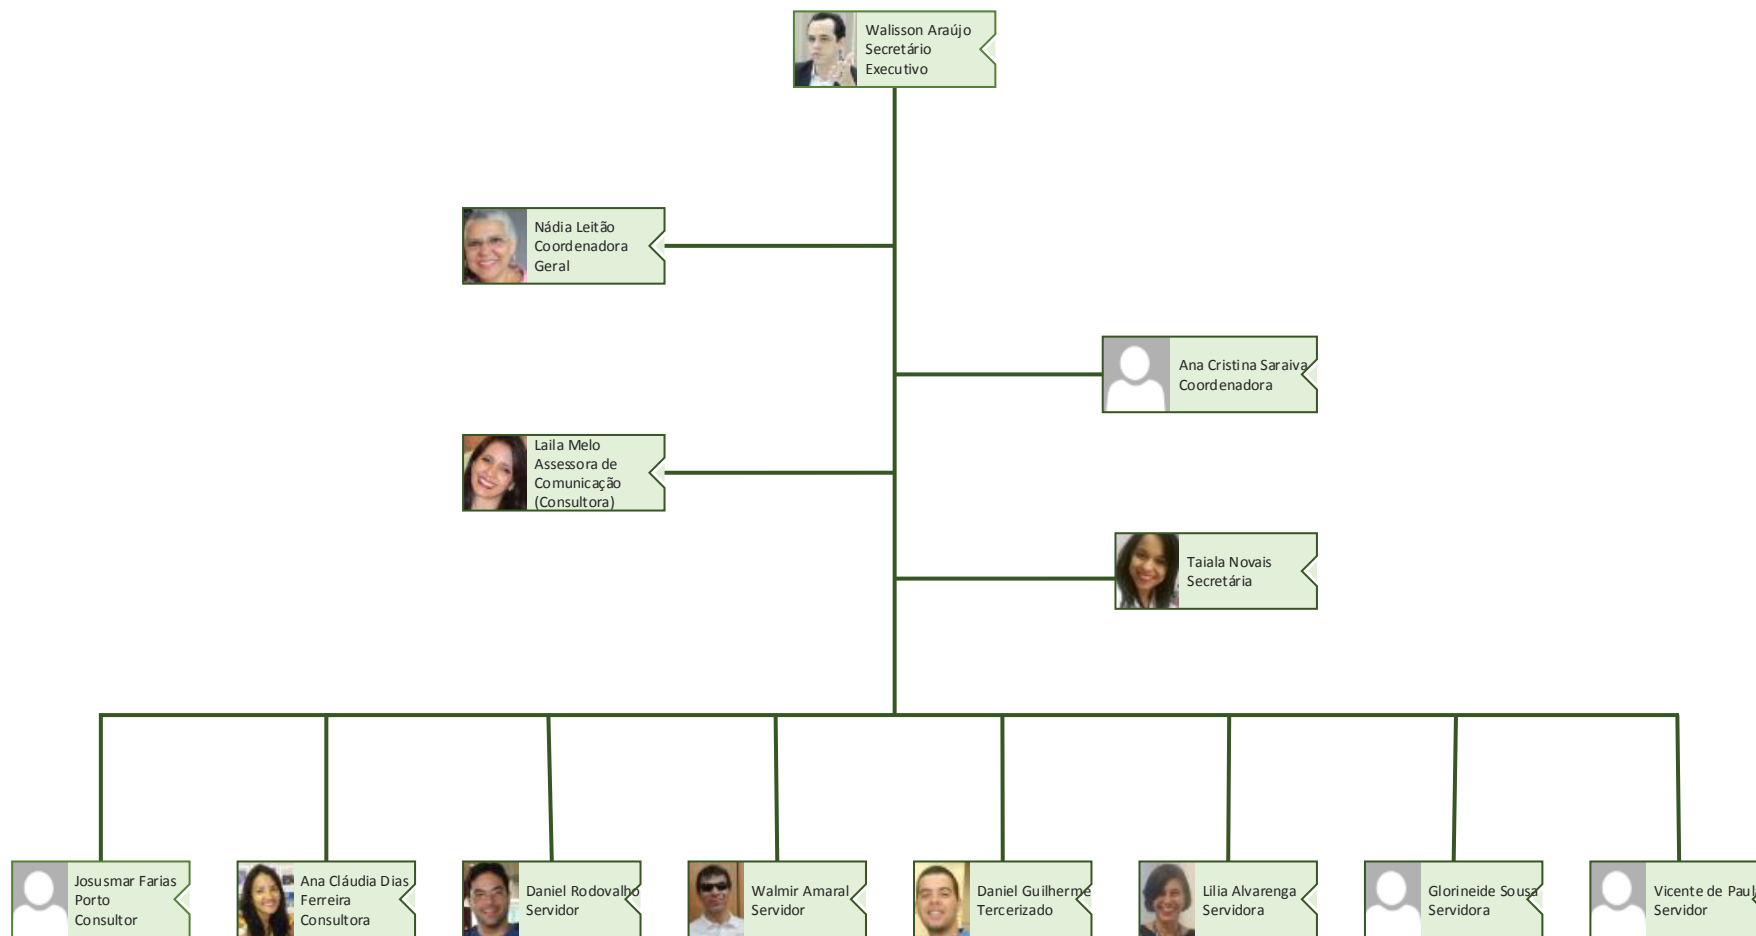 Walisson Araújo
Secretário
Executivo
Nádia Leitão
Coordenadora
Geral
Ana Cristina Saraiva
Coordenadora
Laila Melo
Assessora de
Comunicação
(Consultora)
Taiala Novais
Secretária
Josusmar Farias
Porto
Consultor
Ana Cláudia Dias
Ferreira
Consultora
Daniel Rodovalho
Servidor
Walmir Amaral
Servidor
Daniel Guilherme
Tercerizado
Lilia Alvarenga
Servidora
Glorineide Sousa
Servidora
Vicente de
Servidor